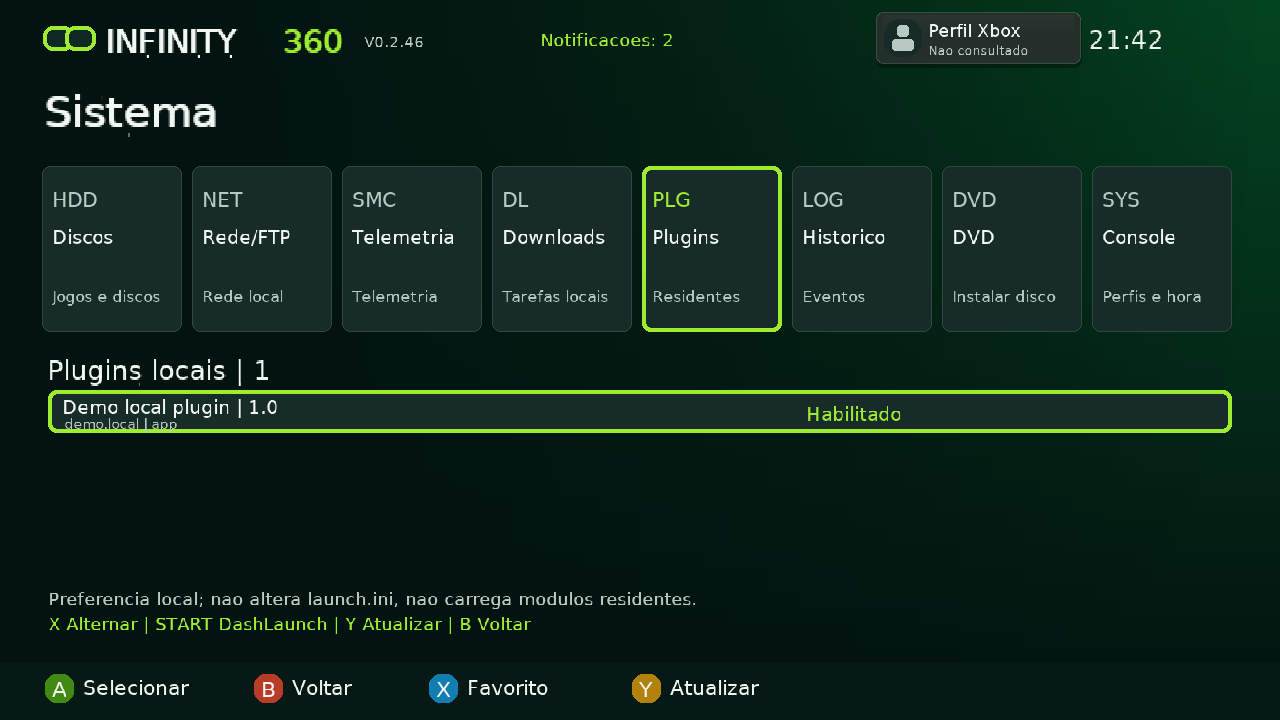 INFINITY 360 V0.2.46 Notificacoes: 2 Perfil Xbox 21:42
Nao consultado
Sistema
HDD NET SMC DL PLG LOG DVD SYS
Discos Rede/FTP Telemetria Downloads Plugins Historico DVD Console
Jogos e discos Rede local Telemetria Tarefas locais Residentes Eventos Instalar disco Perfis e hora
Plugins locais | 1
Demo local plugin | 1.0 Habilitado
demo.local | app
Preferencia local; nao altera launch.ini, nao carrega modulos residentes.
X Alternar | START DashLaunch | Y Atualizar | B Voltar
A Selecionar B Voltar X Favorito Y Atualizar